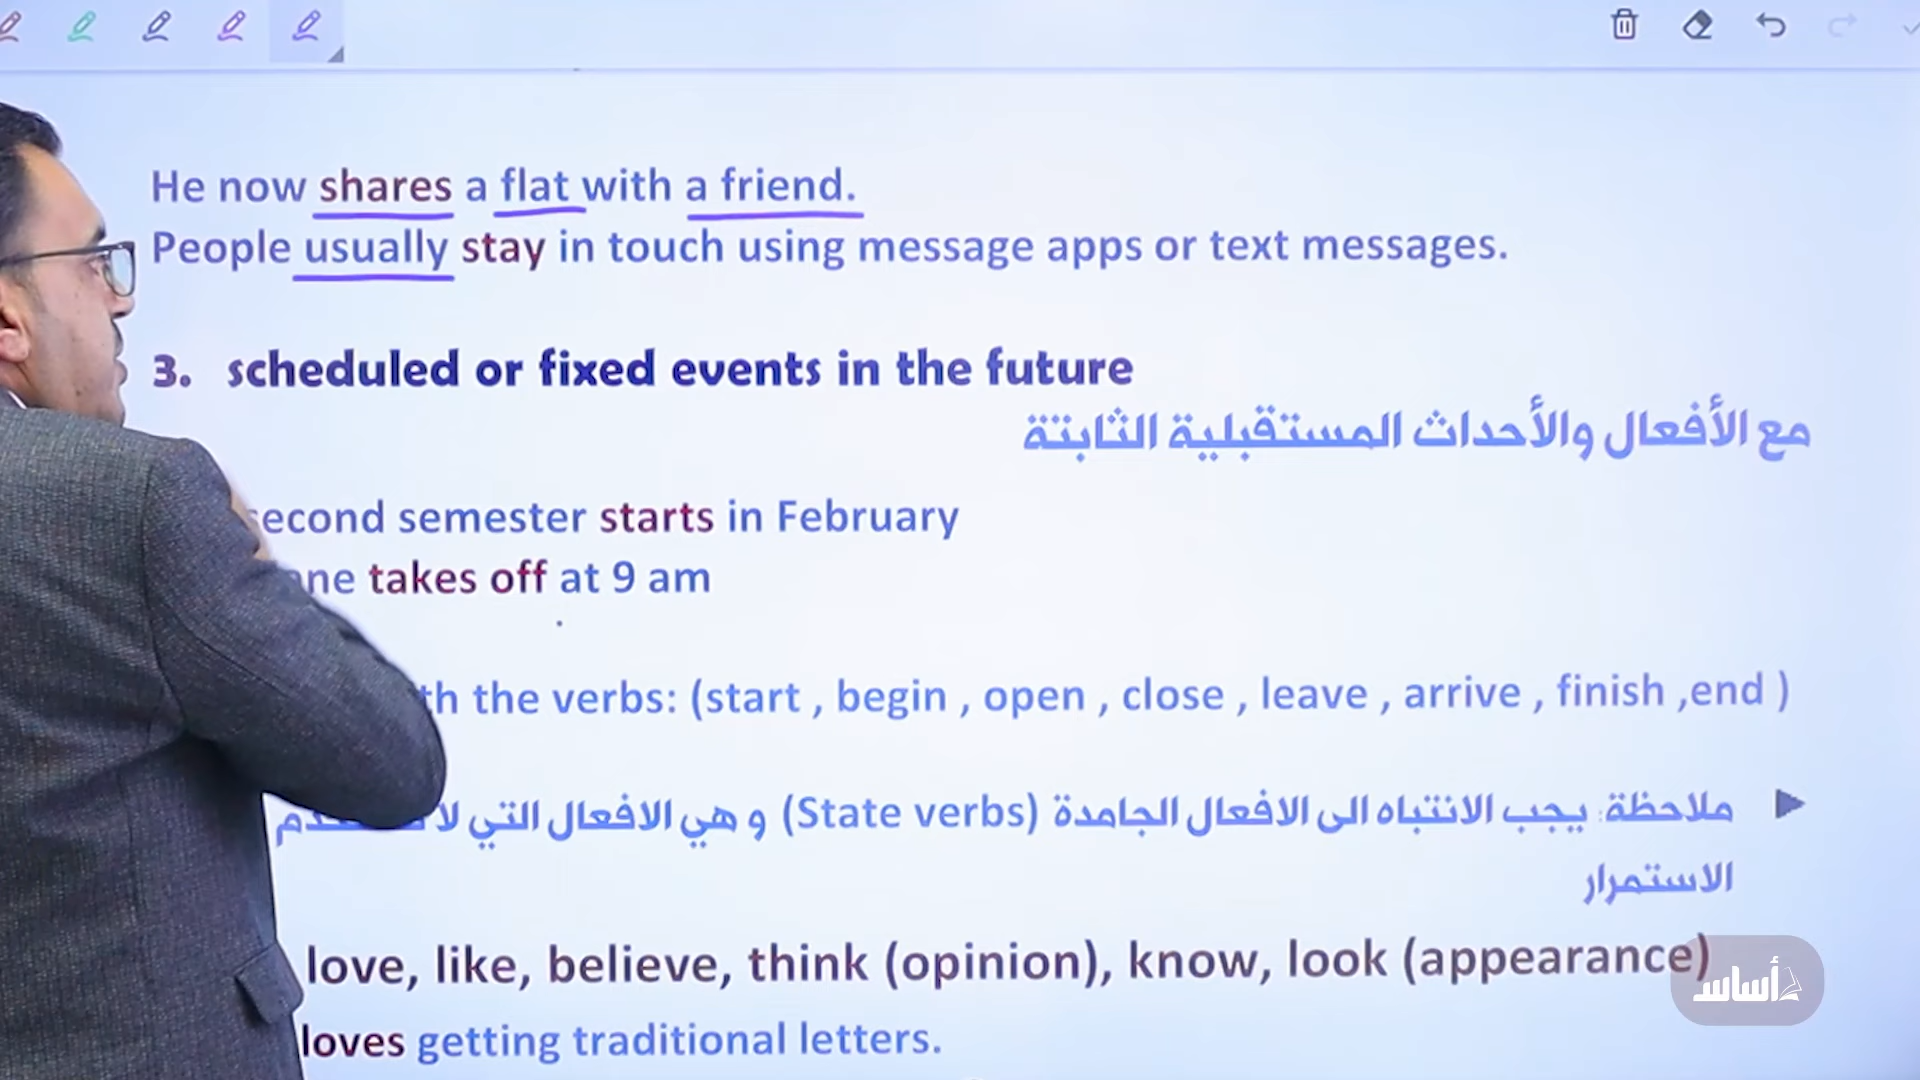 He now shares a flat with a friend.
People usually stay in touch using message apps or text messages.
3. scheduled or fixed events in the future
مع الأفعال والأحداث المستقبلية الثابتة
second semester starts in February
takes off at 9 am
the verbs: (start , begin , open , close , leave , arrive , finish ,end )
ملاحظة: يجب الانتباه الى الافعال الجامدة (State verbs) و هي الافعال التي لا
الاستمرار
love, like, believe, think (opinion), know, look (appearance)
loves getting traditional letters.
أساس